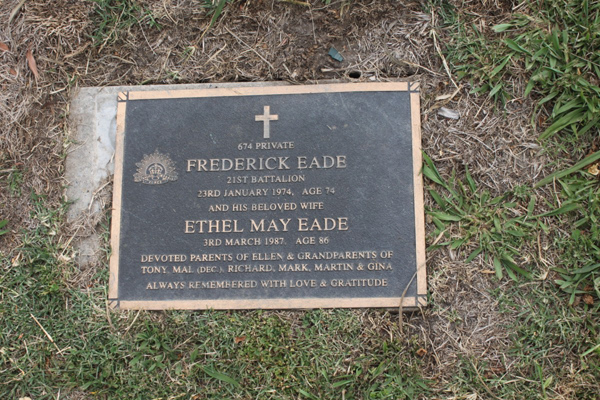 674 PRIVATE
FREDERICK EADE
21ST BATTALION
23RD JANUARY 1974, AGE 74
AND HIS BELOVED WIFE
ETHEL MAY EADE
3RD MARCH 1987, AGE 86
DEVOTED PARENTS OF ELLEN & GRANDPARENTS OF
TONY, MAL (DEC), RICHARD, MARK, MARTIN & GINA
ALWAYS REMEMBERED WITH LOVE & GRATITUDE